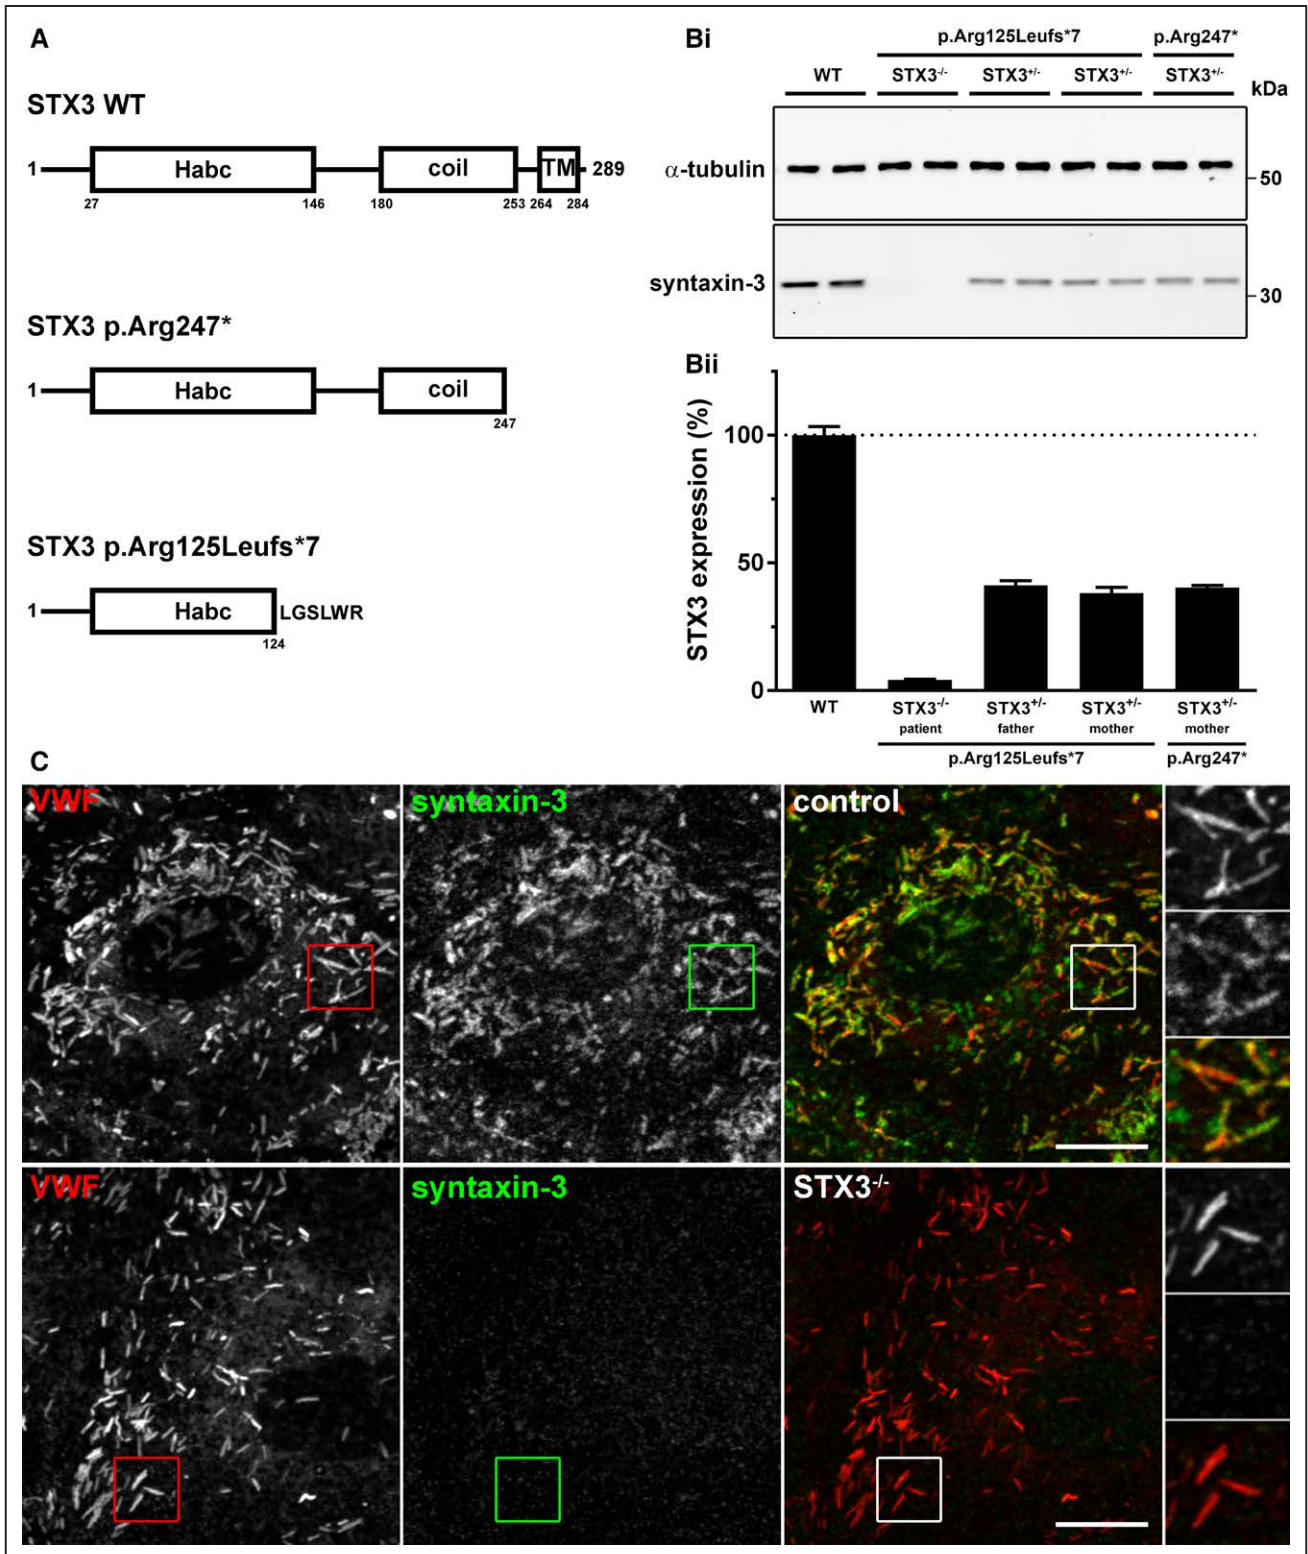 A
STX3 WT
1 Habc coil TM 289
27 146 180 253 264 284
STX3 p.Arg247*
1 Habc coil
247
STX3 p.Arg125Leufs*7
1 Habc LGSLWR
124
Bi
p.Arg125Leufs*7 p.Arg247*
WT STX3-/- STX3+/- STX3+/- STX3+/-
kDa
α-tubulin
50
syntaxin-3
30
Bii
STX3 expression (%)
100
50
0
WT STX3-/- STX3+/- STX3+/- STX3+/-
patient father mother mother
p.Arg125Leufs*7 p.Arg247*
C
VWF syntaxin-3 control
VWF syntaxin-3 STX3-/-